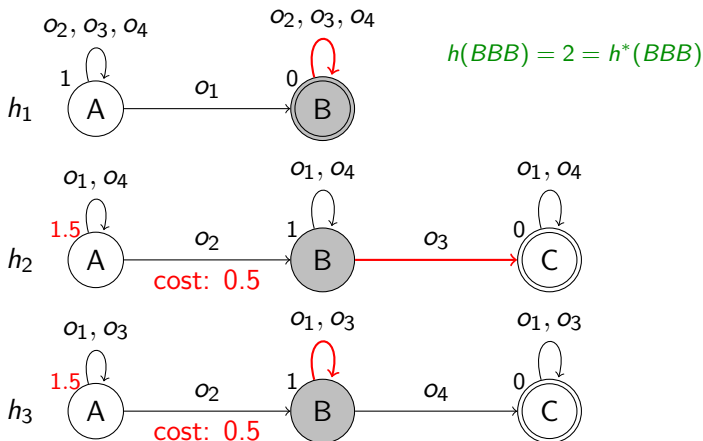 o₂, o₃, o₄ o₂, o₃, o₄
h(BBB) = 2 = h*(BBB)
1 0
h₁ A o₁ B
o₁, o₄ o₁, o₄ o₁, o₄
1.5 1 0
h₂ A o₂ B o₃ C
cost: 0.5
o₁, o₃ o₁, o₃ o₁, o₃
1.5 1 0
h₃ A o₂ B o₄ C
cost: 0.5